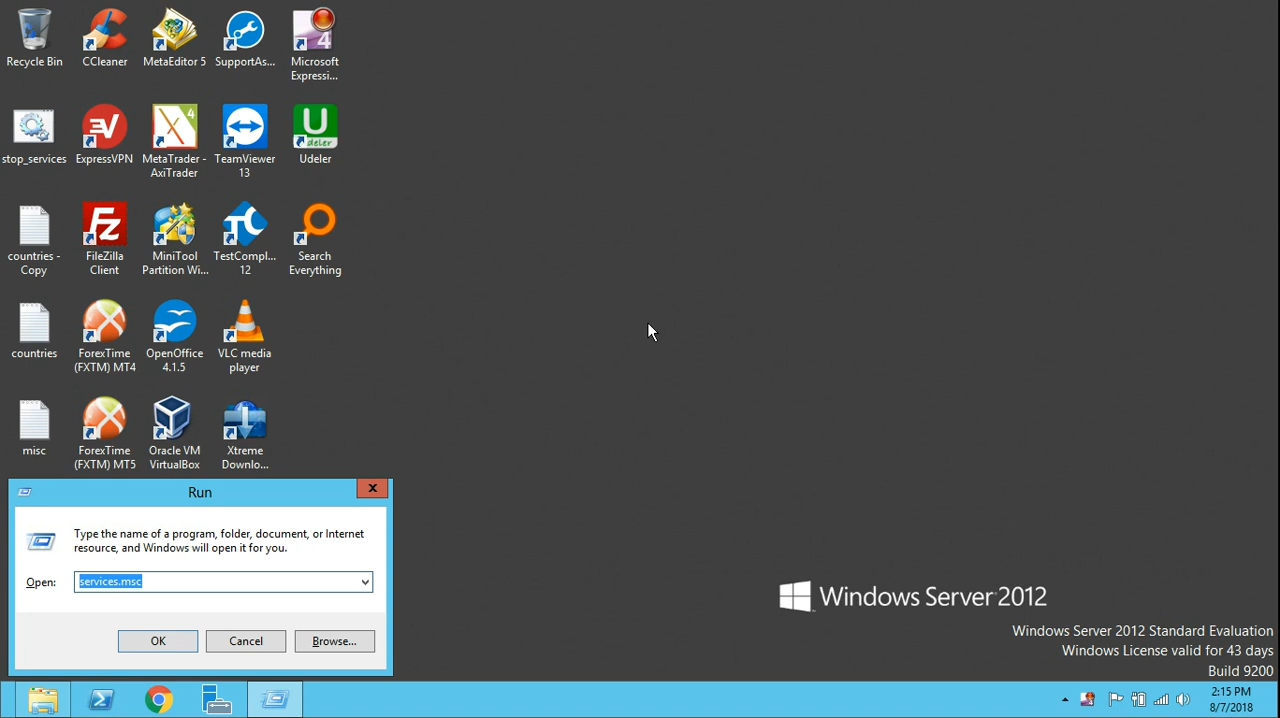 Recycle Bin
CCleaner
MetaEditor 5
SupportAs...
Microsoft
Expressi...
stop_services
ExpressVPN
MetaTrader -
AxiTrader
TeamViewer
13
Udeler
countries -
Copy
FileZilla
Client
MiniTool
Partition Wi...
TestCompl...
12
Search
Everything
countries
ForexTime
(FXTM) MT4
OpenOffice
4.1.5
VLC media
player
misc
ForexTime
(FXTM) MT5
Oracle VM
VirtualBox
Xtreme
Downlo...
Run
Type the name of a program, folder, document, or Internet
resource, and Windows will open it for you.
Open: services.msc
OK Cancel Browse...
Windows Server 2012
Windows Server 2012 Standard Evaluation
Windows License valid for 43 days
Build 9200
2:15 PM
8/7/2018